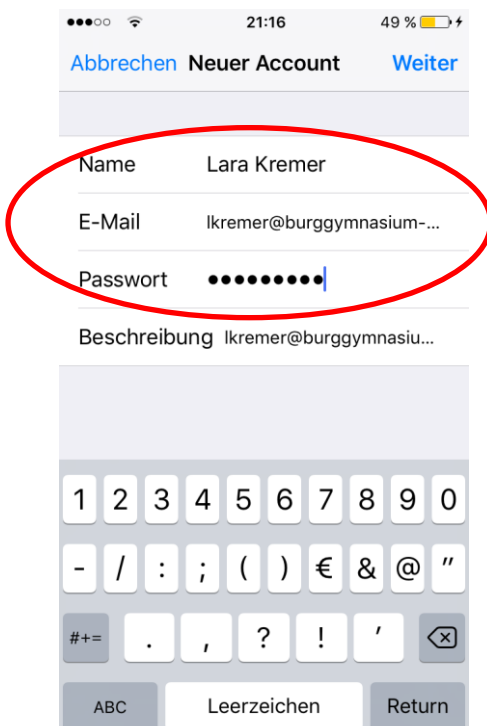 21:16 49 %
Abbrechen Neuer Account Weiter
Name Lara Kremer
E-Mail lkremer@burggymnasium-...
Passwort •••••••••
Beschreibung lkremer@burggymnasiu...
1 2 3 4 5 6 7 8 9 0
- / : ; ( ) € & @ "
#+= . , ? ! '
ABC Leerzeichen Return